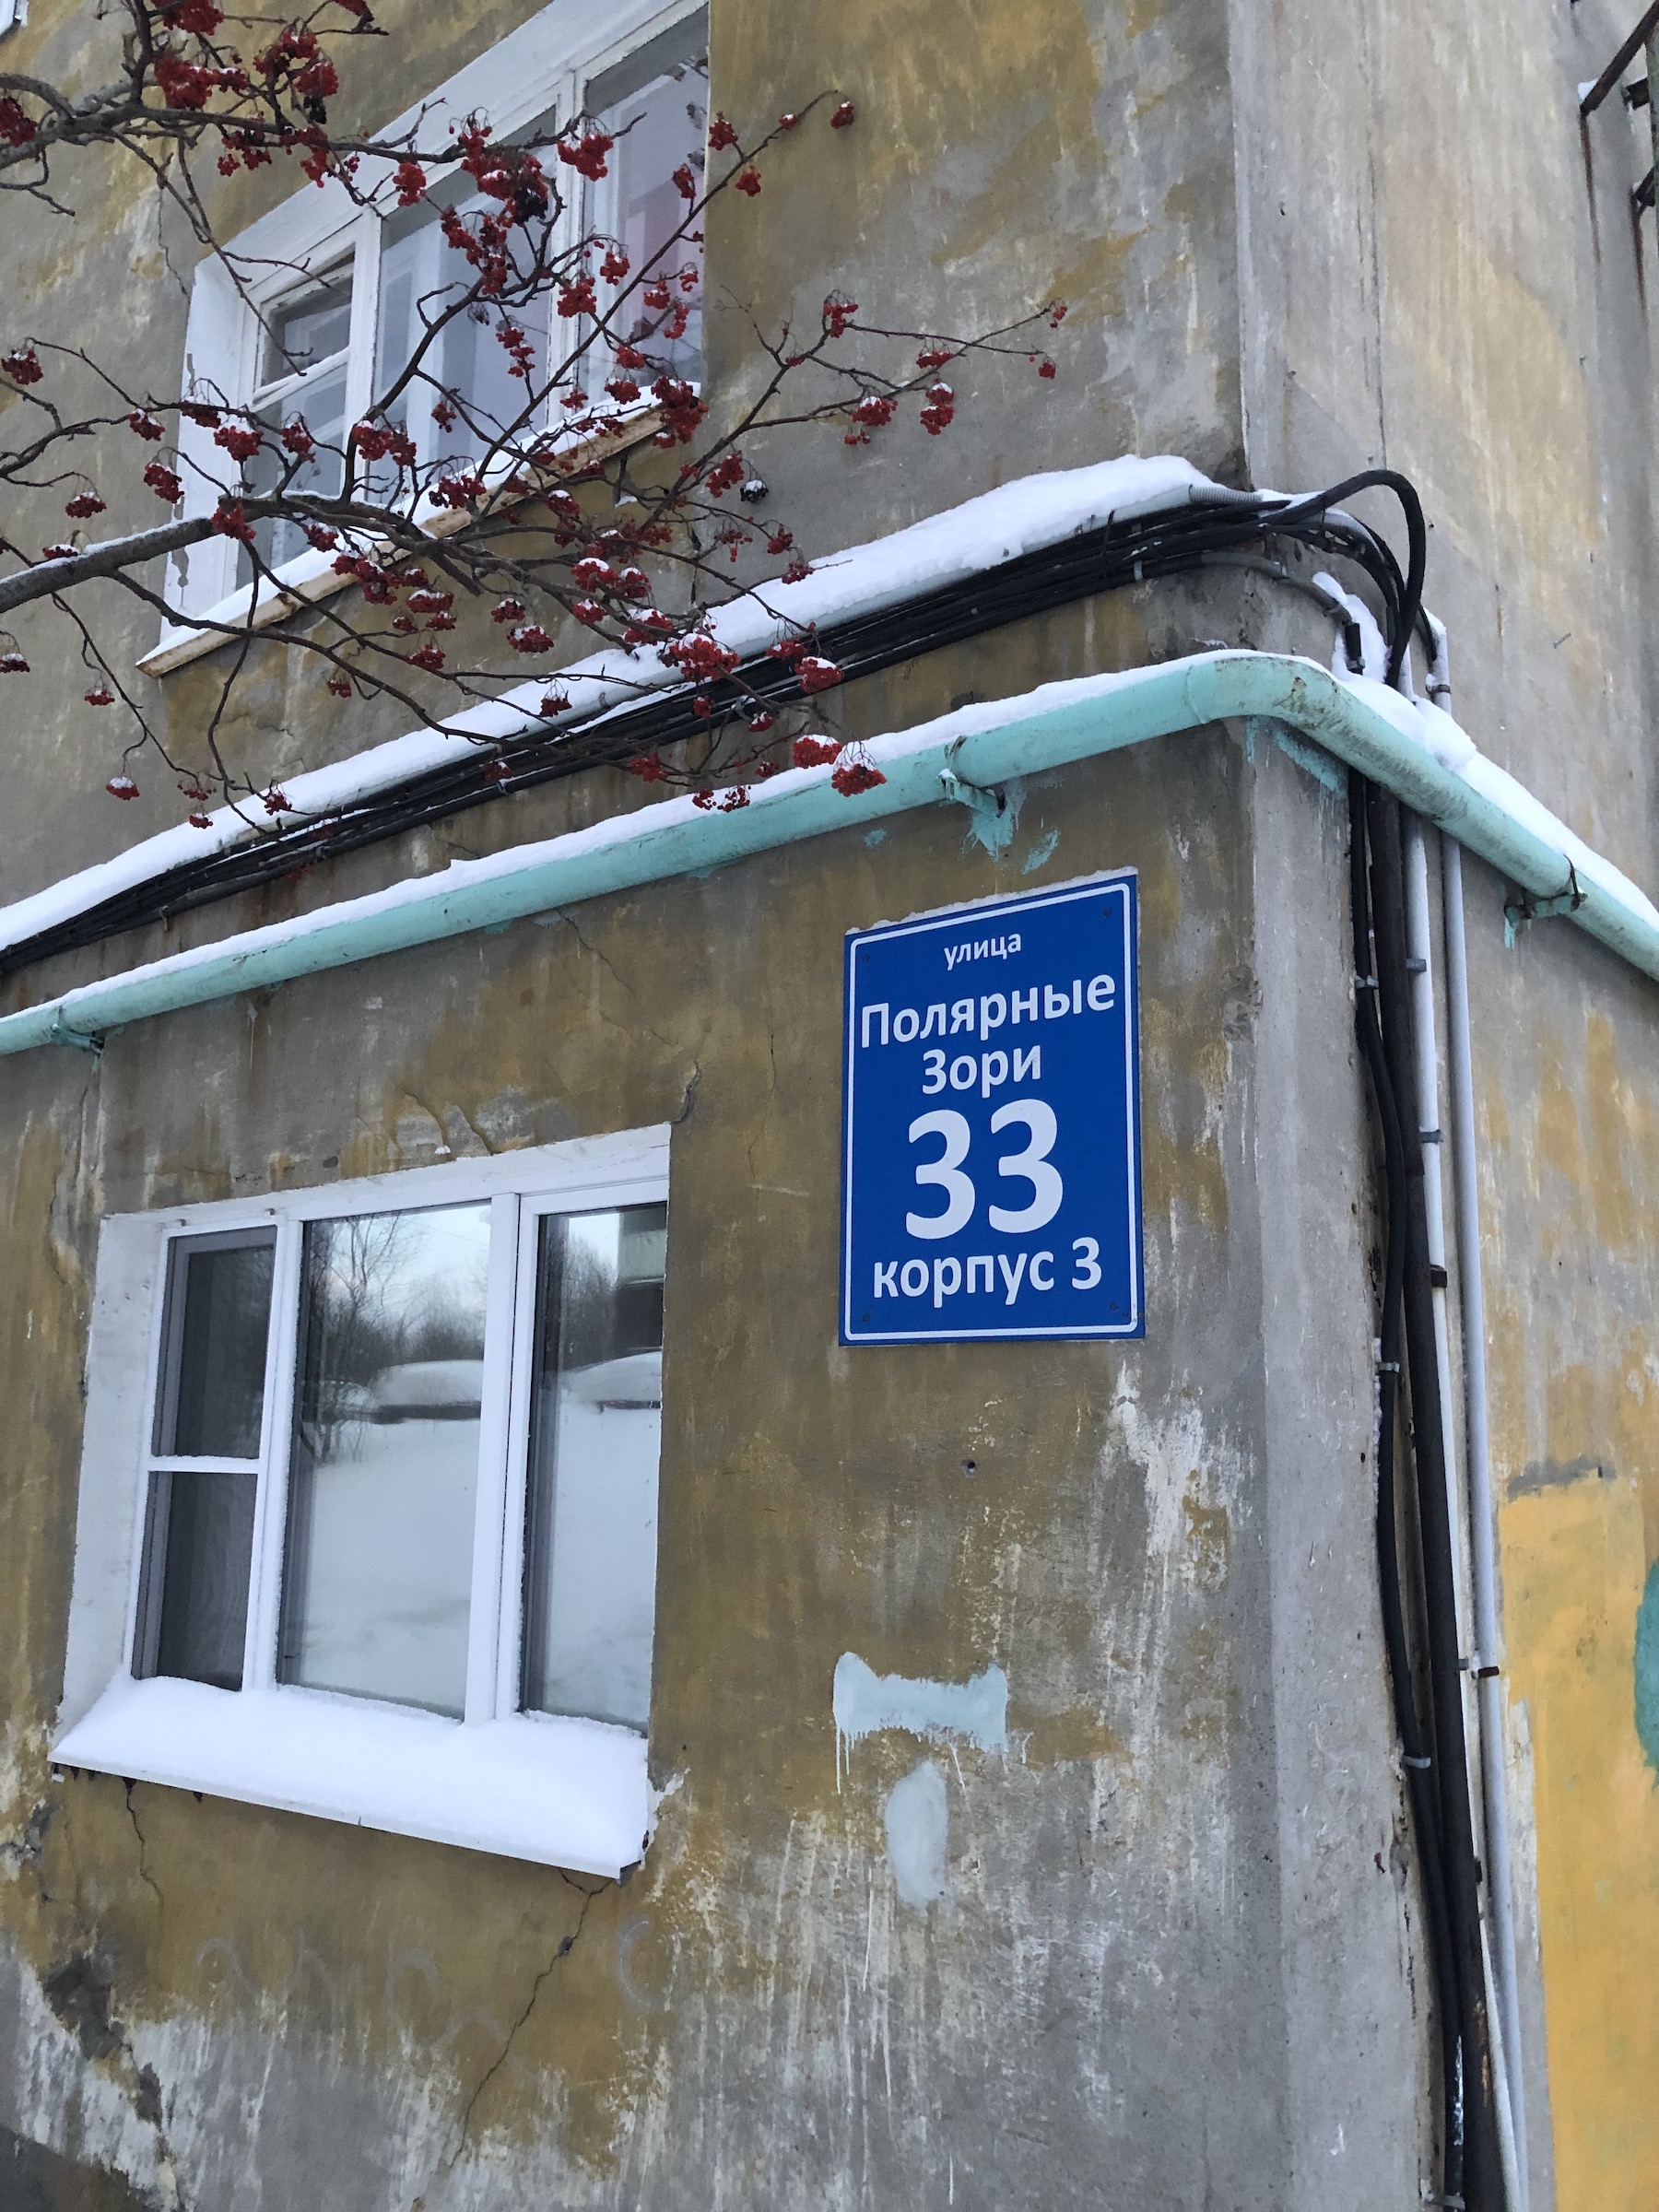 улица
Полярные
Зори
33
корпус 3